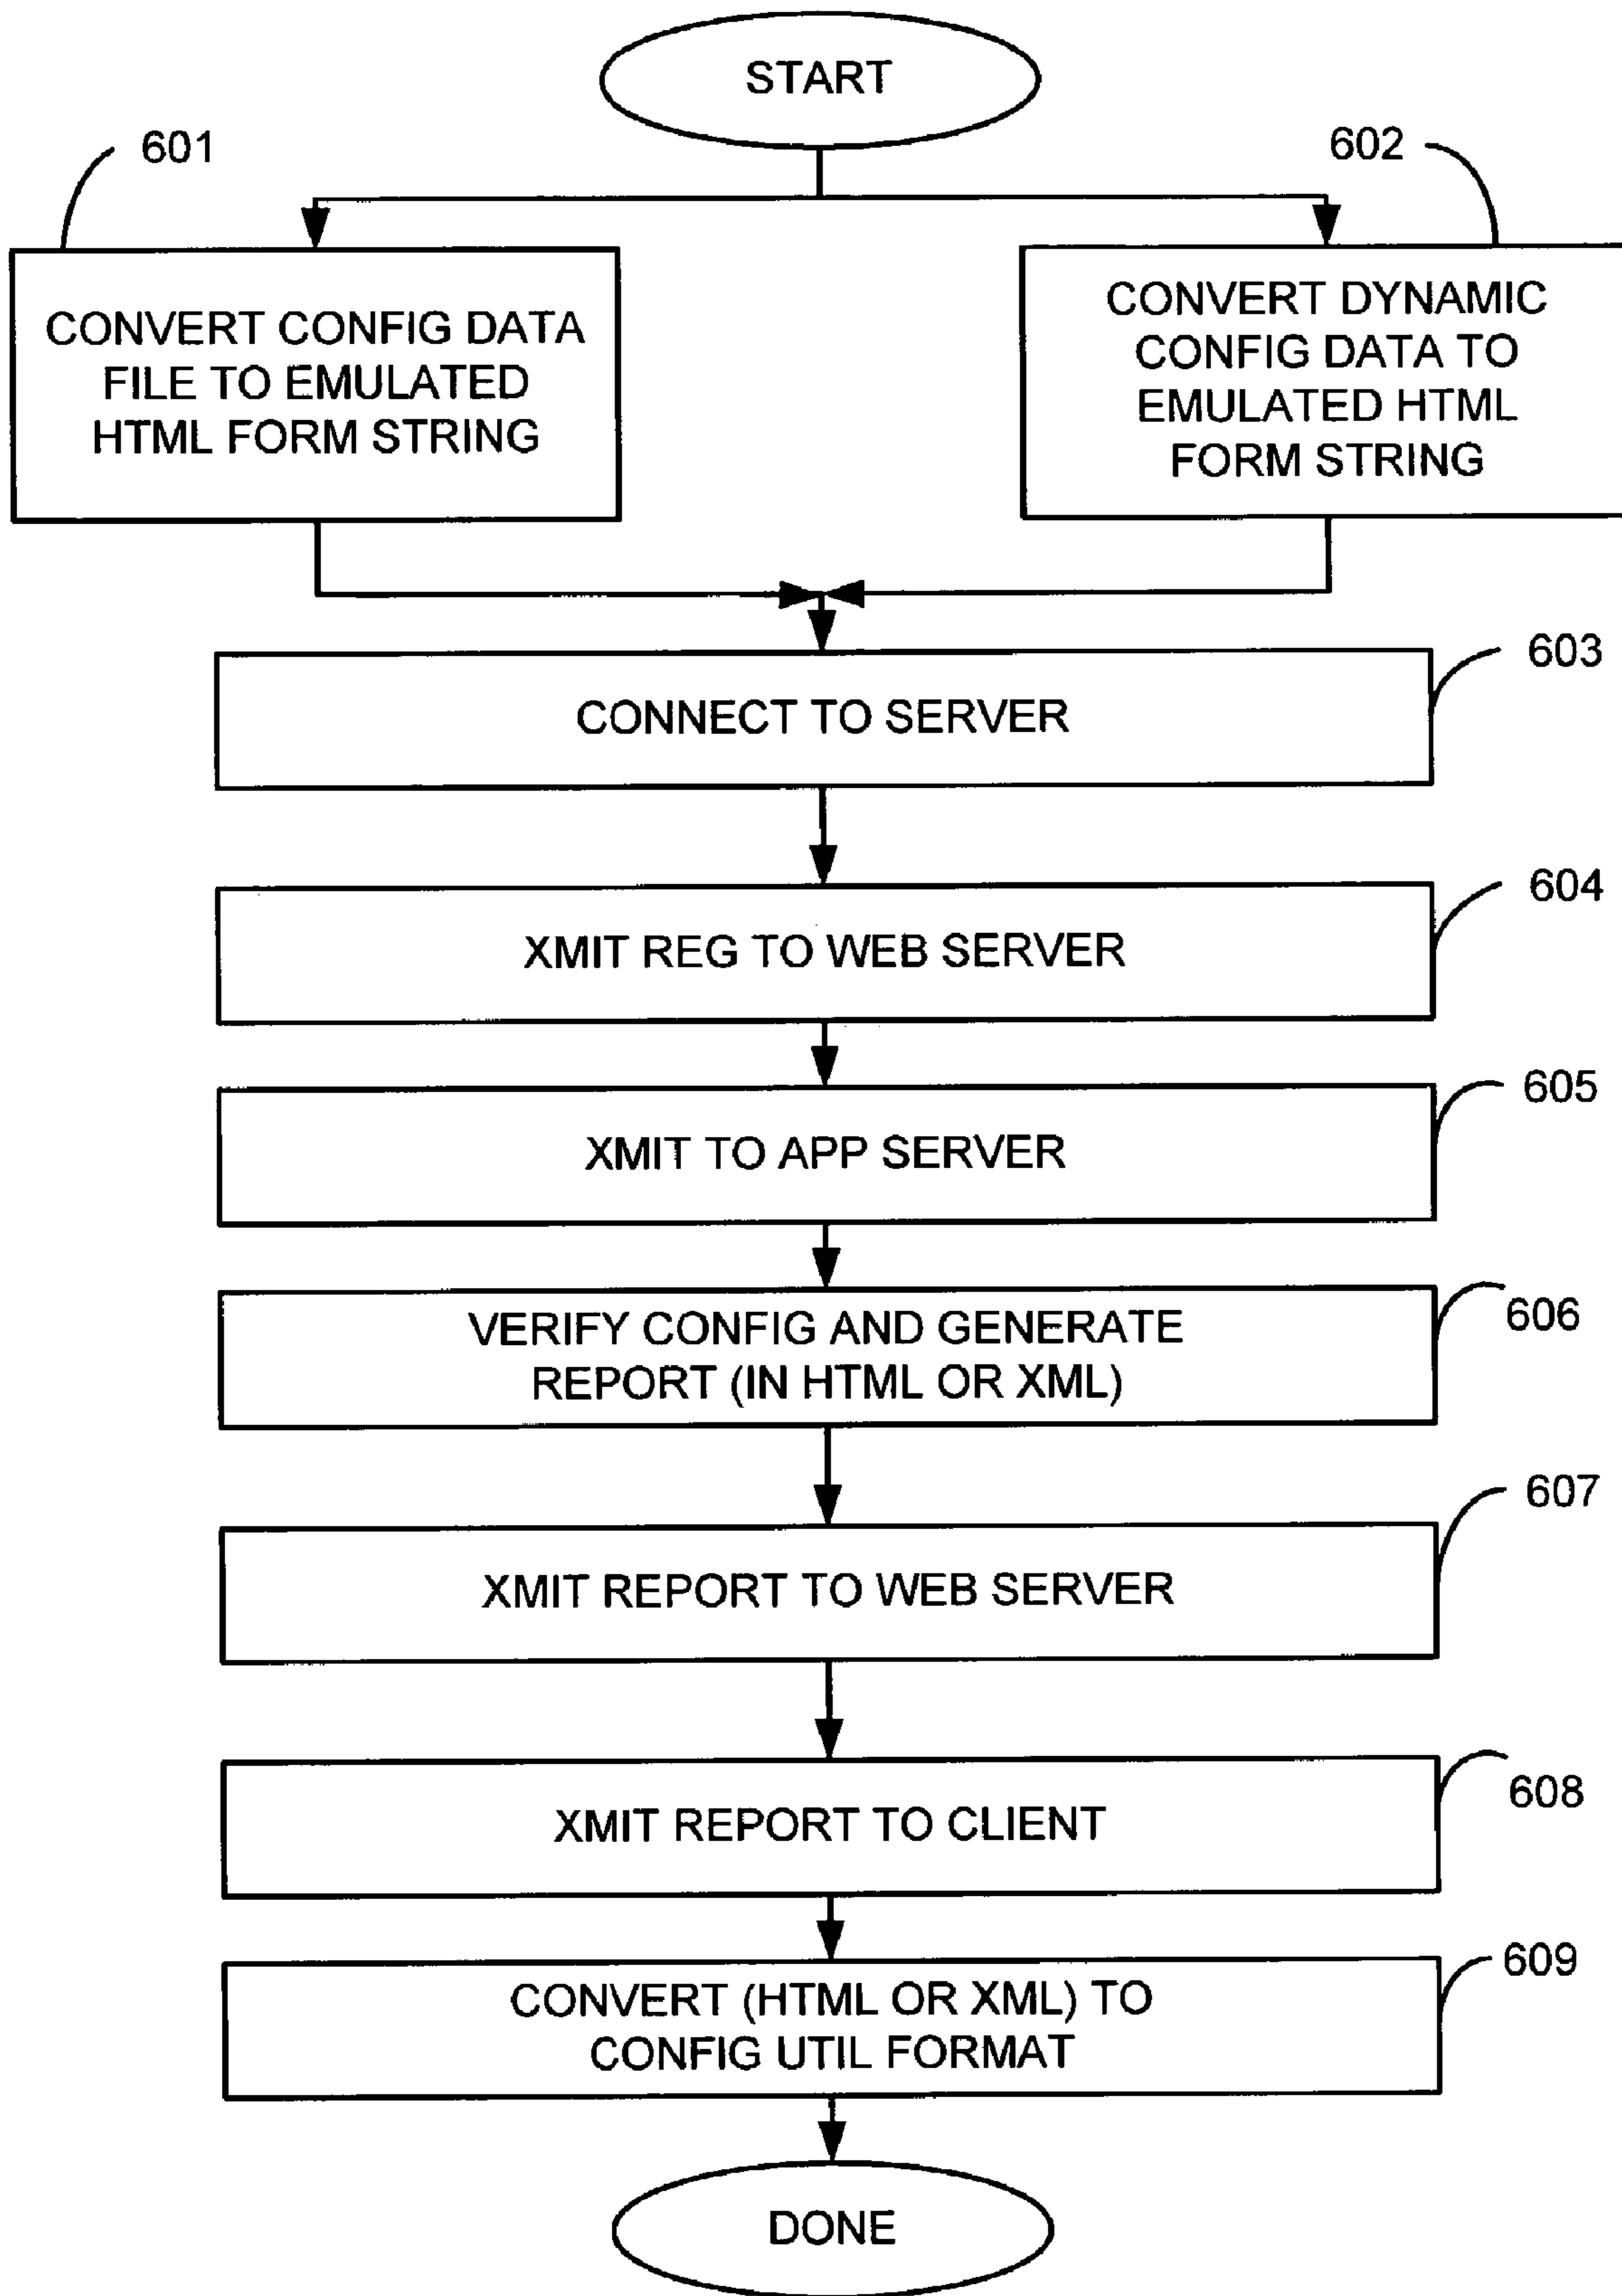 START
601
602
CONVERT CONFIG DATA
FILE TO EMULATED
HTML FORM STRING
CONVERT DYNAMIC
CONFIG DATA TO
EMULATED HTML
FORM STRING
603
CONNECT TO SERVER
604
XMIT REG TO WEB SERVER
605
XMIT TO APP SERVER
606
VERIFY CONFIG AND GENERATE
REPORT (IN HTML OR XML)
607
XMIT REPORT TO WEB SERVER
608
XMIT REPORT TO CLIENT
609
CONVERT (HTML OR XML) TO
CONFIG UTIL FORMAT
DONE